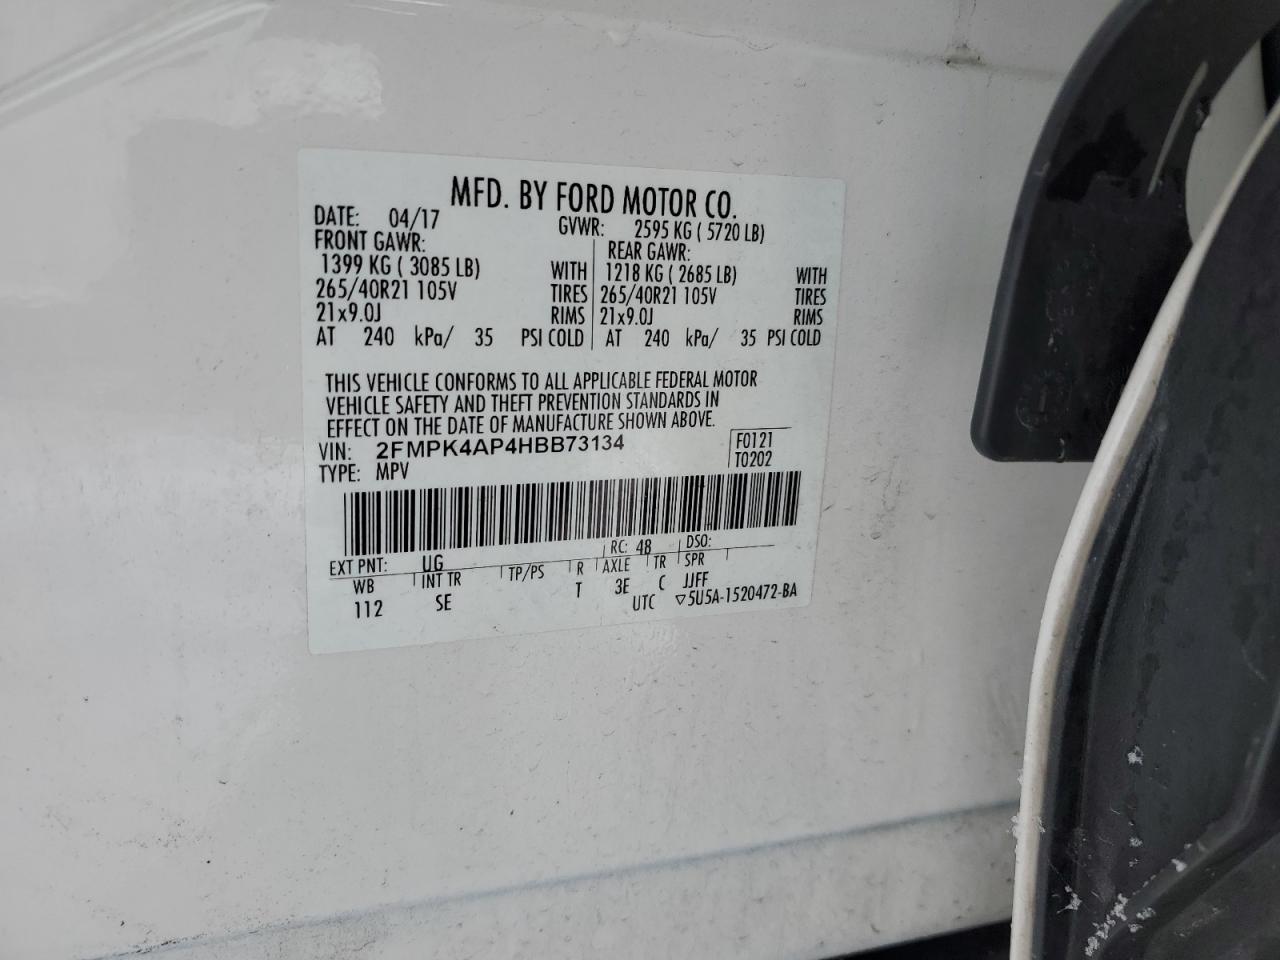 MFD. BY FORD MOTOR CO.
DATE: 04/17 GVWR: 2595 KG ( 5720 LB)
FRONT GAWR: REAR GAWR:
1399 KG ( 3085 LB) WITH 1218 KG ( 2685 LB) WITH
265/40R21 105V TIRES 265/40R21 105V TIRES
21x9.0J RIMS 21x9.0J RIMS
AT 240 kPa/ 35 PSI COLD AT 240 kPa/ 35 PSI COLD
THIS VEHICLE CONFORMS TO ALL APPLICABLE FEDERAL MOTOR
VEHICLE SAFETY AND THEFT PREVENTION STANDARDS IN
EFFECT ON THE DATE OF MANUFACTURE SHOWN ABOVE.
VIN: 2FMPK4AP4HBB73134 F0121
TYPE: MPV T0202
EXT PNT: UG RC: 48 DSO:
WB INT TR TP/PS R AXLE TR SPR
112 SE T 3E C JJFF
UTC ▽5U5A-1520472-BA